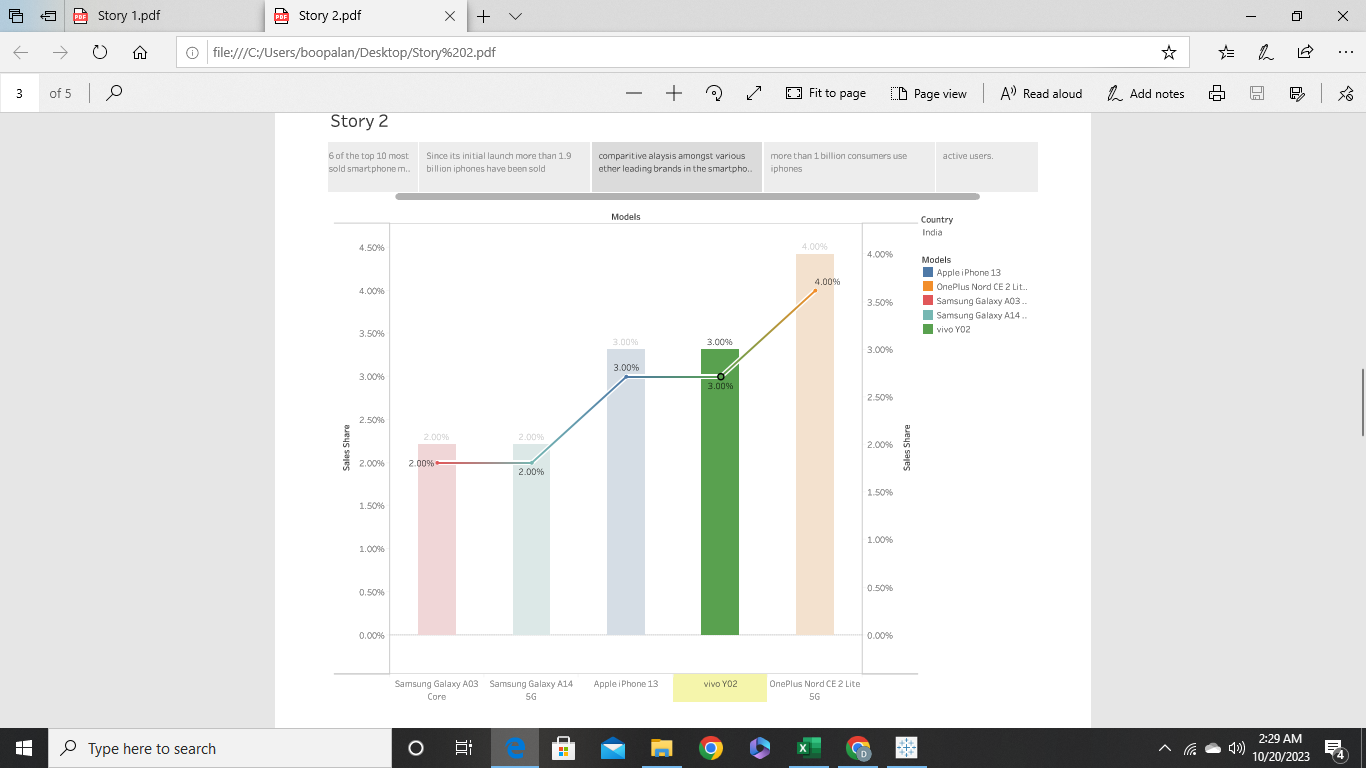 Story 1.pdf
Story 2.pdf
file:///C:/Users/boopalan/Desktop/Story%202.pdf
3 of 5
Fit to page
Page view
Read aloud
Add notes
Story 2
6 of the top 10 most
sold smartphone m..
Since its initial launch more than 1.9
billion iphones have been sold
comparitive alaysis amongst various
ether leading brands in the smartpho..
more than 1 billion consumers use
iphones
active users.
Models
Sales Share
4.50%
4.00%
3.50%
3.00%
2.50%
2.00%
1.50%
1.00%
0.50%
0.00%
2.00%
2.00%
2.00%
2.00%
3.00%
3.00%
3.00%
3.00%
4.00%
4.00%
4.00%
3.50%
3.00%
2.50%
2.00%
1.50%
1.00%
0.50%
0.00%
Sales Share
Samsung Galaxy A03
Core
Samsung Galaxy A14
5G
Apple iPhone 13
vivo Y02
OnePlus Nord CE 2 Lite
5G
Country
India
Models
Apple iPhone 13
OnePlus Nord CE 2 Lit..
Samsung Galaxy A03 ..
Samsung Galaxy A14 ..
vivo Y02
Type here to search
2:29 AM
10/20/2023
4